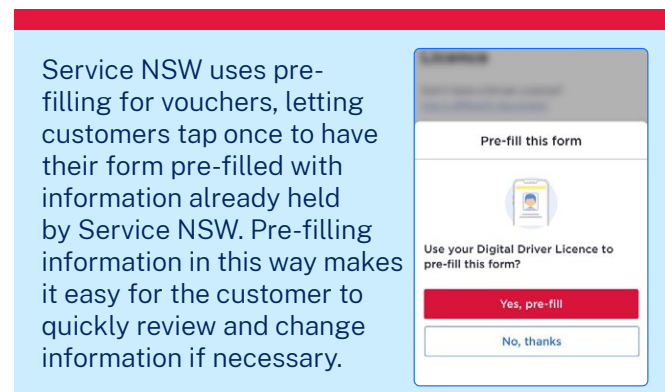 Service NSW uses pre-
filling for vouchers, letting
customers tap once to have
their form pre-filled with
information already held
by Service NSW. Pre-filling
information in this way makes
it easy for the customer to
quickly review and change
information if necessary.
Licence
Pre-fill this form
Use your Digital Driver Licence to
pre-fill this form?
Yes, pre-fill
No, thanks